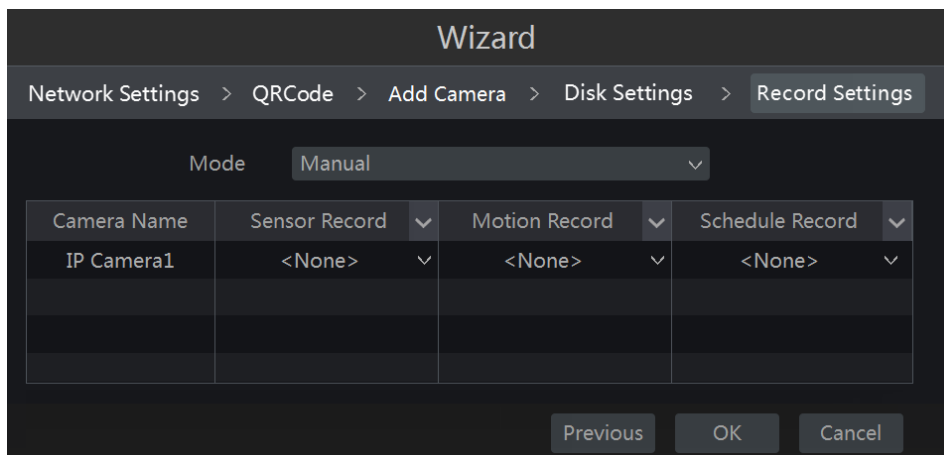 Wizard
Network Settings > QRCode > Add Camera > Disk Settings > Record Settings
Mode Manual
Camera Name Sensor Record Motion Record Schedule Record
IP Camera1 <None> <None> <None>
Previous OK Cancel